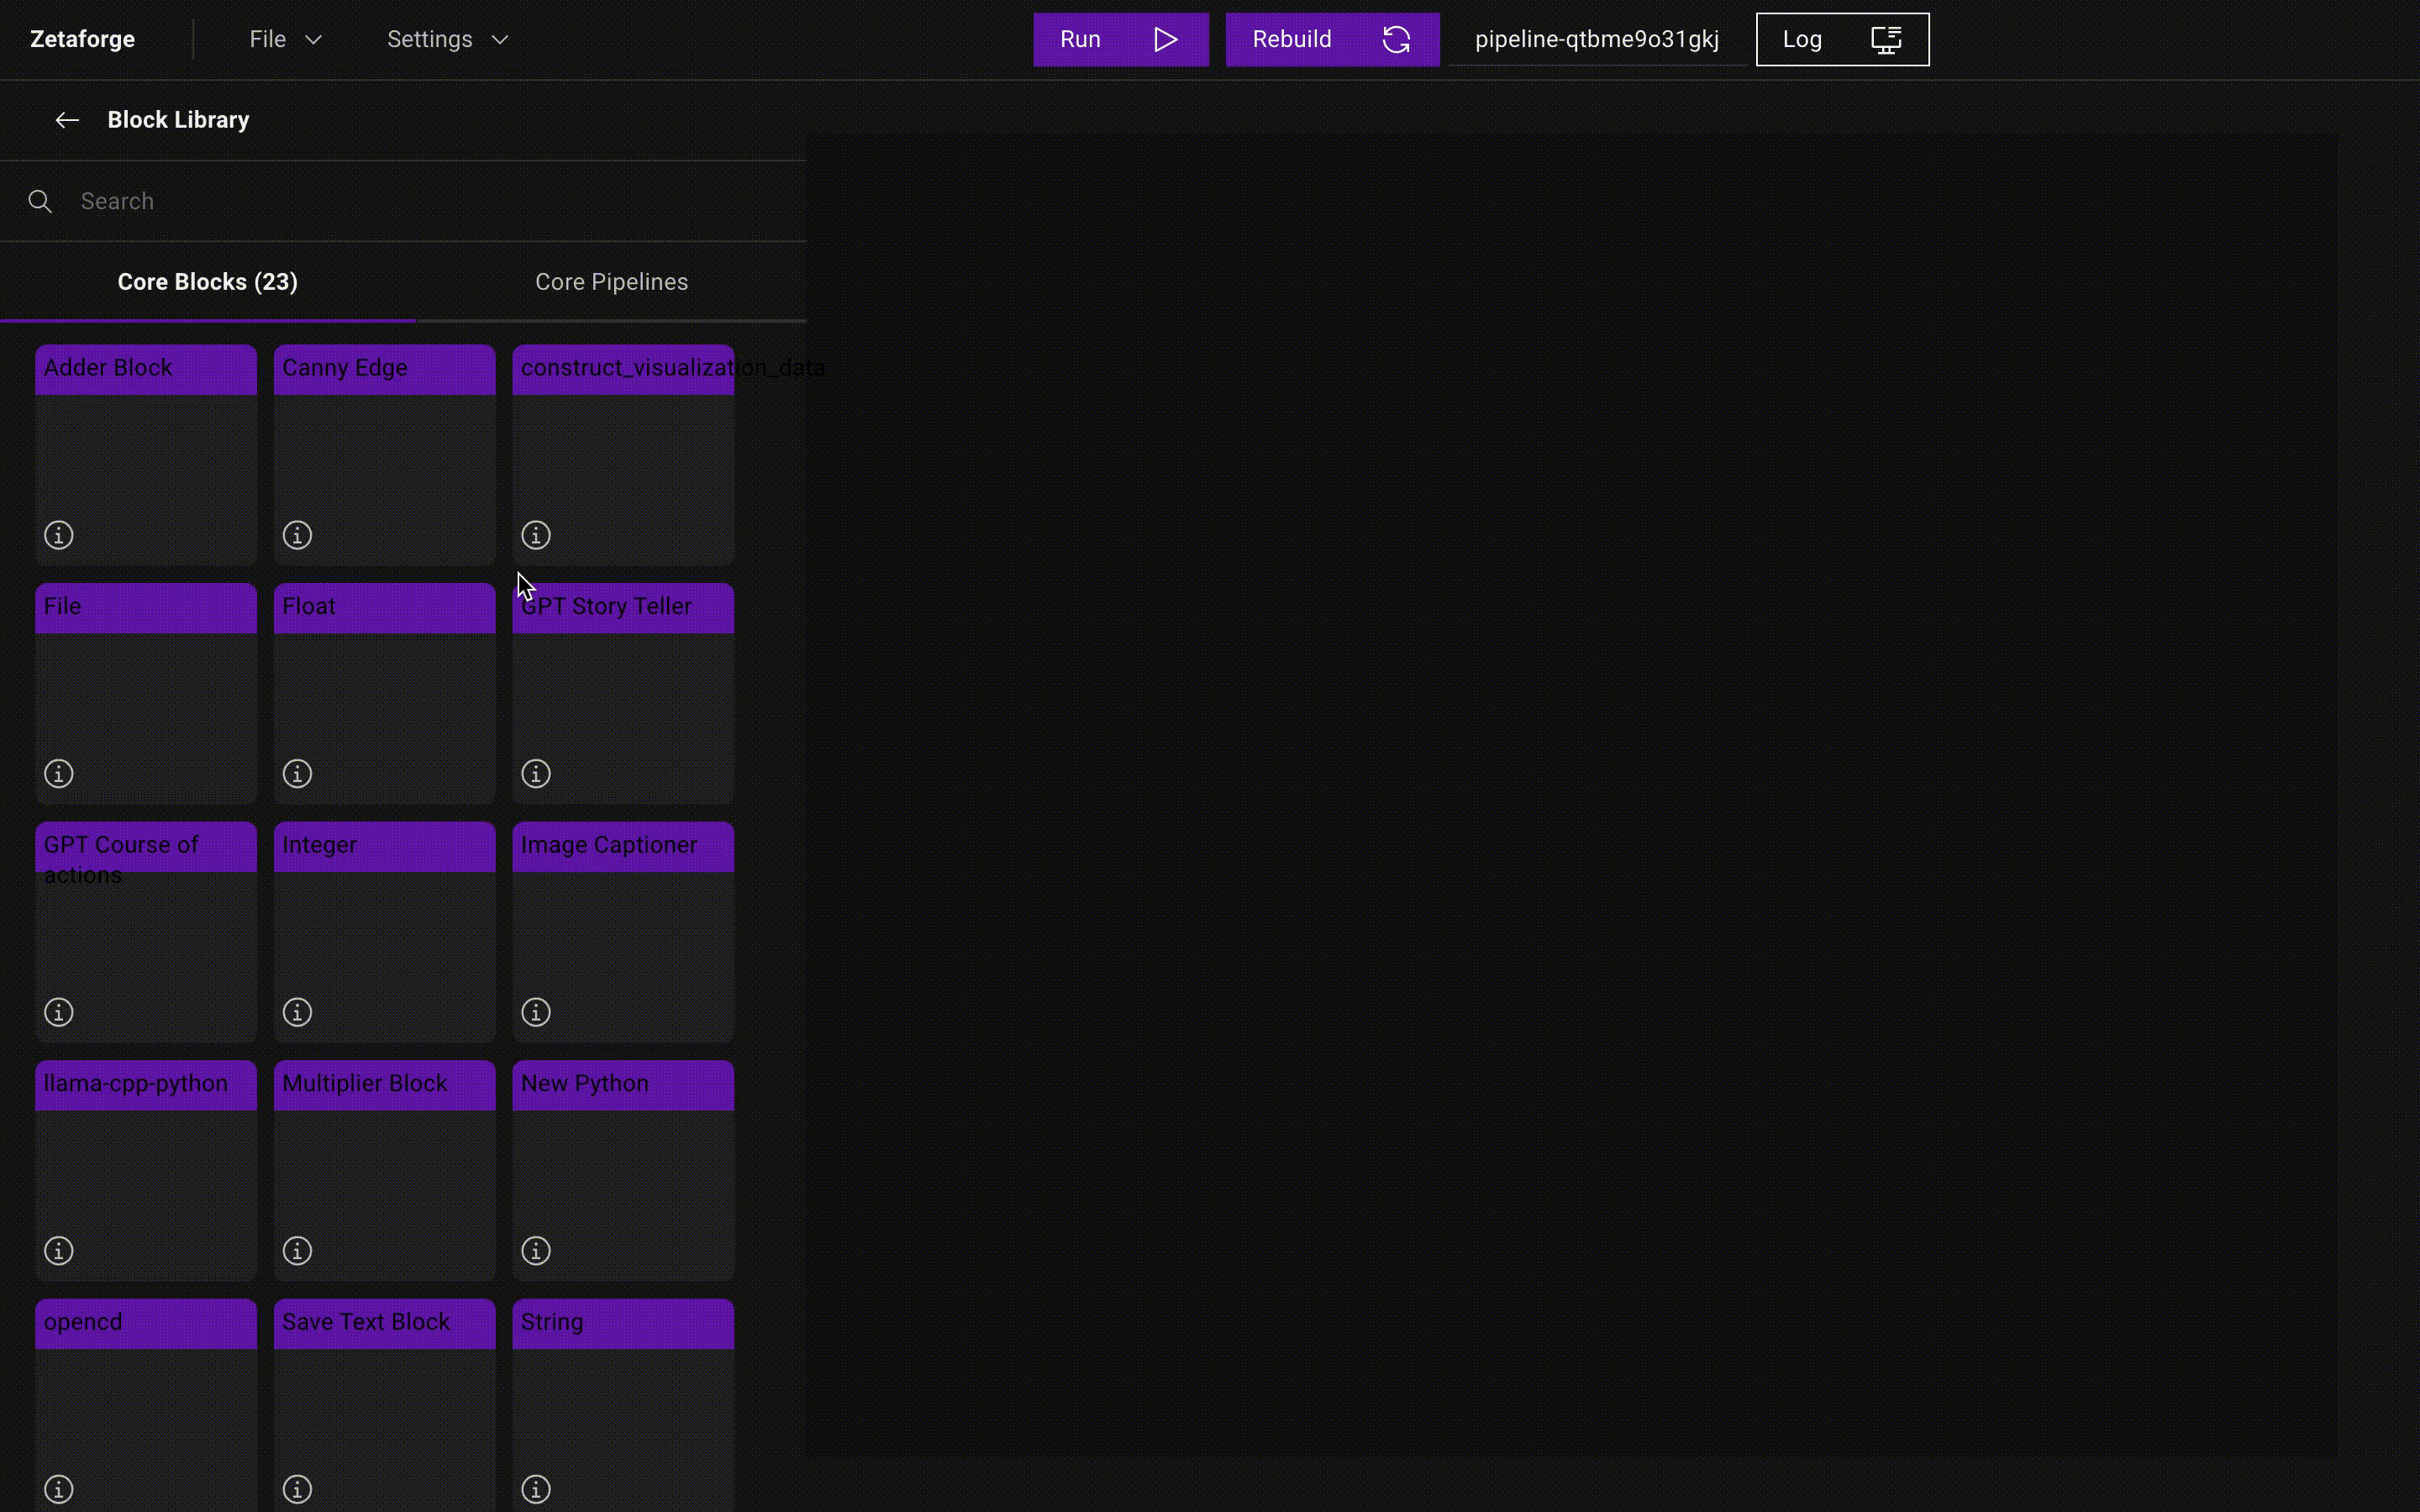 Zetaforge File Settings Run Rebuild pipeline-qtbme9o31gkj Log
Block Library
Search
Core Blocks (23) Core Pipelines
Adder Block Canny Edge construct_visualization_data
File Float GPT Story Teller
GPT Course of Integer Image Captioner
actions
llama-cpp-python Multiplier Block New Python
opencd Save Text Block String